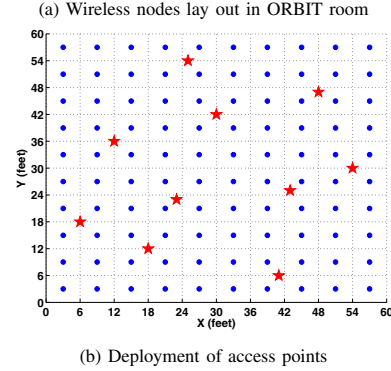 (a) Wireless nodes lay out in ORBIT room
60
54
48
42
36
30
24
18
12
6
0
Y (feet)
0 6 12 18 24 30 36 42 48 54 60
X (feet)
(b) Deployment of access points